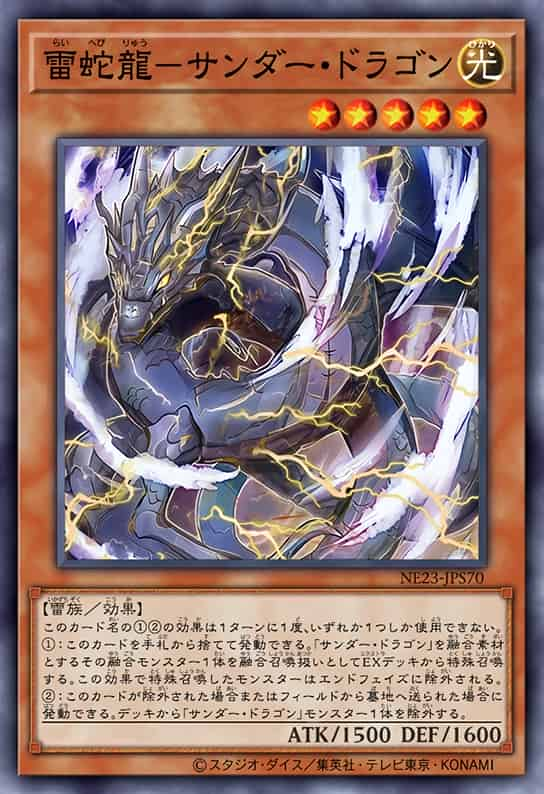 雷蛇龍－サンダー・ドラゴン
光
NE23-JPS70
【雷族／効果】
このカード名の①②の効果は１ターンに１度、いずれか１つしか使用できない。
①：このカードを手札から捨てて発動できる。「サンダー・ドラゴン」を融合素材
とするその融合モンスター１体を融合召喚扱いとしてEXデッキから特殊召喚
する。この効果で特殊召喚したモンスターはエンドフェイズに除外される。
②：このカードが除外された場合またはフィールドから墓地へ送られた場合に
発動できる。デッキから「サンダー・ドラゴン」モンスター１体を除外する。
ATK/1500 DEF/1600
©スタジオ・ダイス／集英社・テレビ東京・KONAMI